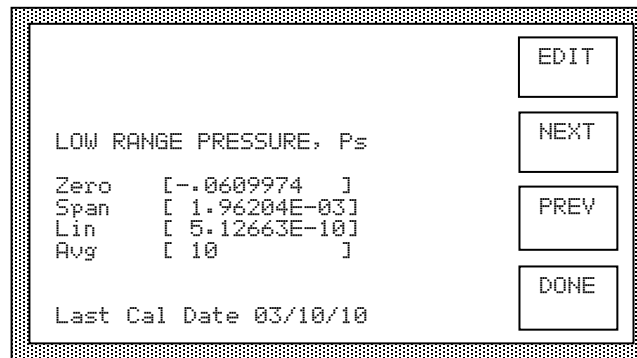 EDIT
NEXT
PREV
DONE
LOW RANGE PRESSURE, Ps
Zero [-.0609974 ]
Span [ 1.96204E-03]
Lin [ 5.12663E-10]
Avg [ 10 ]
Last Cal Date 03/10/10